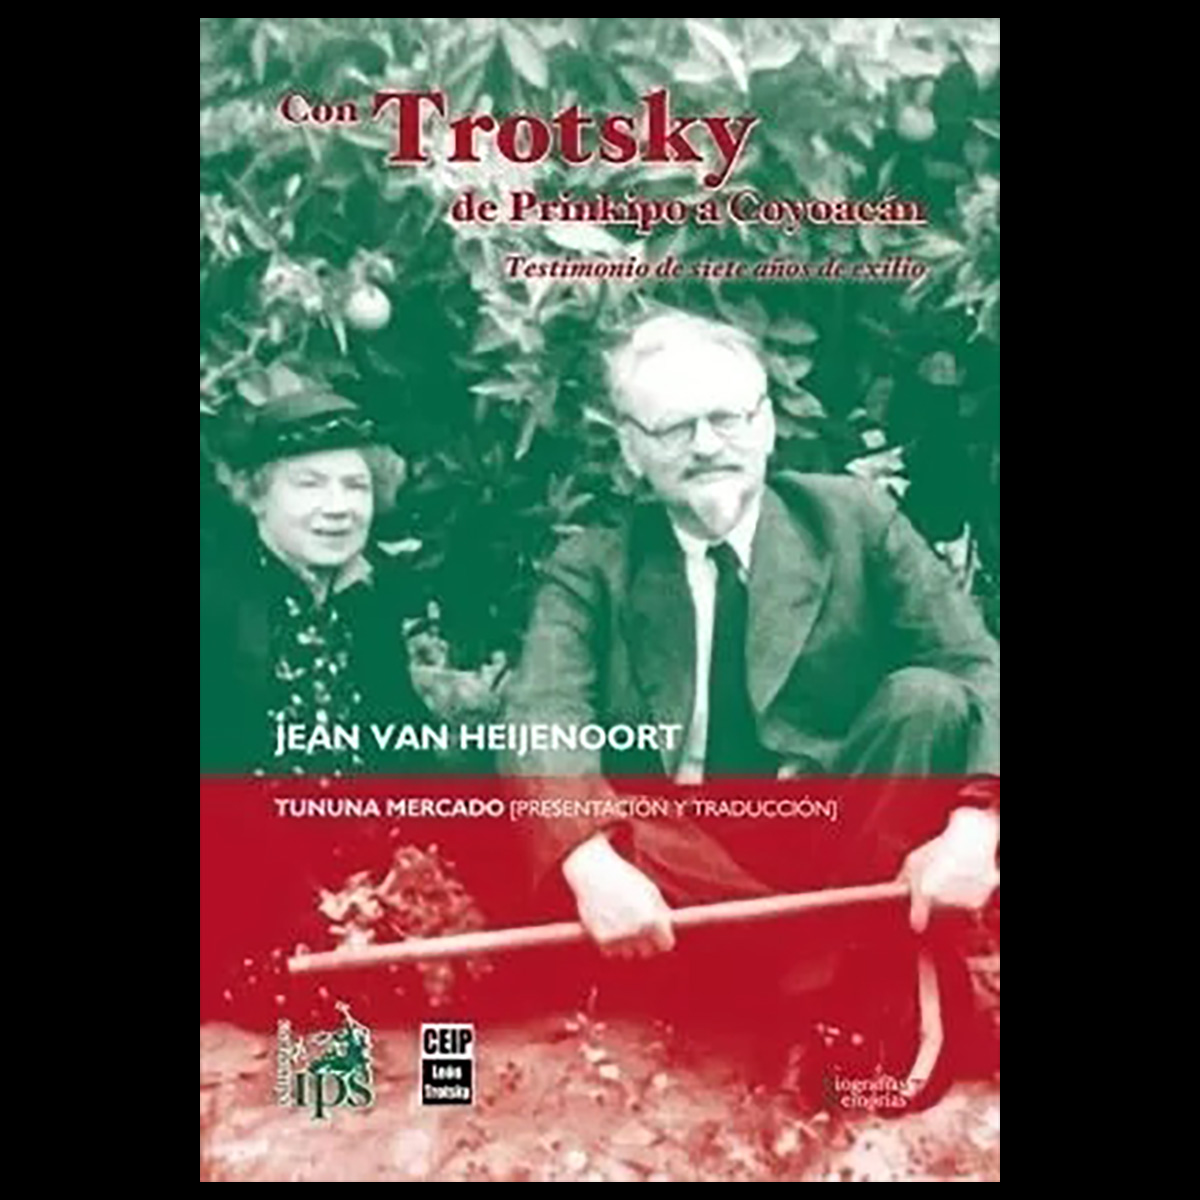 Con Trotsky
de Prinkipo a Coyoacán
Testimonio de siete años de exilio
JEAN VAN HEIJENOORT
TUNUNA MERCADO [PRESENTACIÓN Y TRADUCCIÓN]
ips
CEIP
León
Trotsky